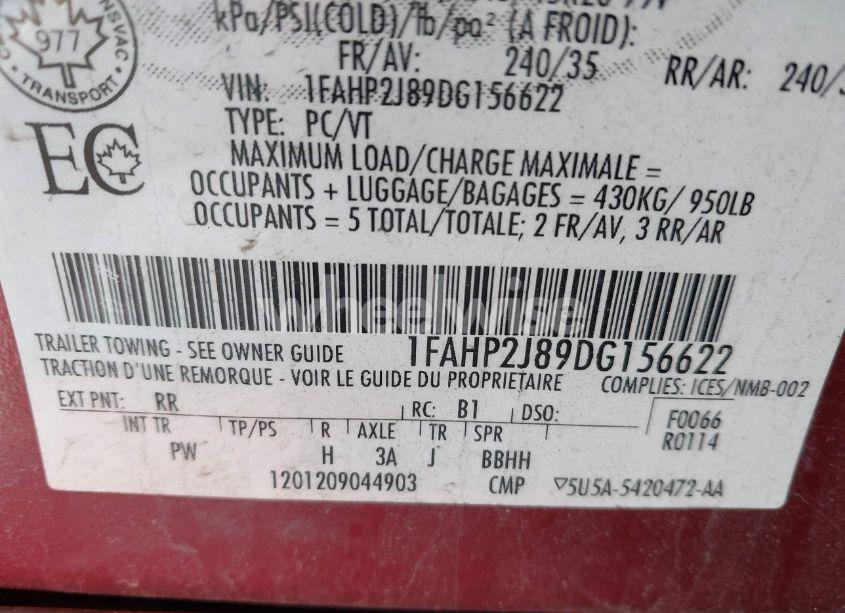 kPa/PSI(COLD)/lb/po² (A FROID):
FR/AV: 240/35 RR/AR: 240/
977
TRANSPORT
VIN: 1FAHP2J89DG156622
TYPE: PC/VT
EC
MAXIMUM LOAD/CHARGE MAXIMALE =
OCCUPANTS + LUGGAGE/BAGAGES = 430KG/ 950LB
OCCUPANTS = 5 TOTAL/TOTALE; 2 FR/AV, 3 RR/AR
wheelwise
TRAILER TOWING - SEE OWNER GUIDE 1FAHP2J89DG156622
TRACTION D'UNE REMORQUE - VOIR LE GUIDE DU PROPRIETAIRE COMPLIES: ICES/NMB-002
EXT PNT: RR RC: B1 DSO: F0066
INT TR TP/PS R AXLE TR SPR R0114
PW H 3A J BBHH
1201209044903 CMP 5U5A-5420472-AA